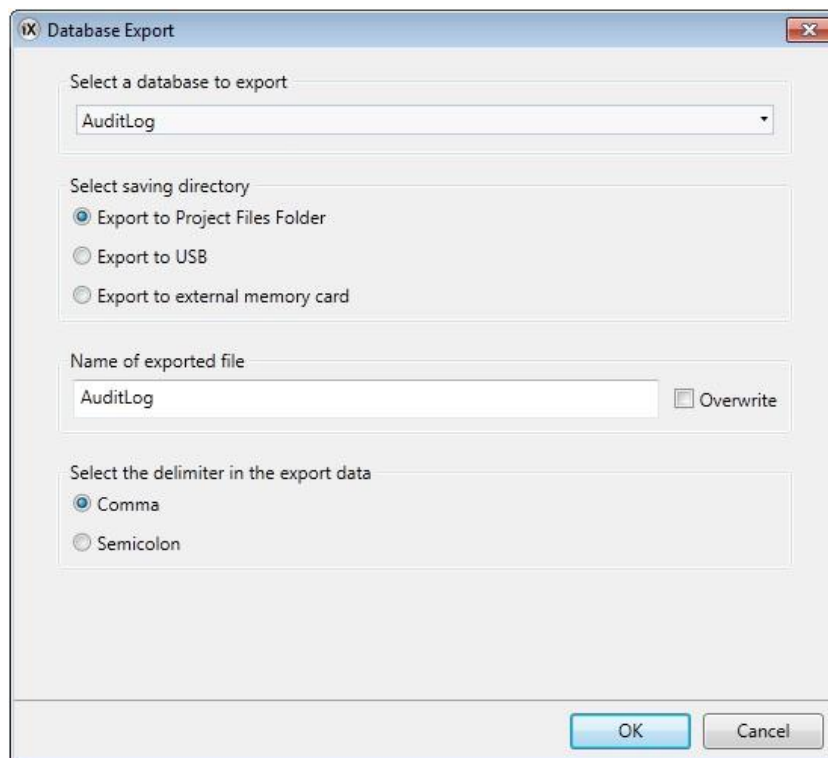 iX Database Export
Select a database to export
AuditLog
Select saving directory
Export to Project Files Folder
Export to USB
Export to external memory card
Name of exported file
AuditLog Overwrite
Select the delimiter in the export data
Comma
Semicolon
OK Cancel